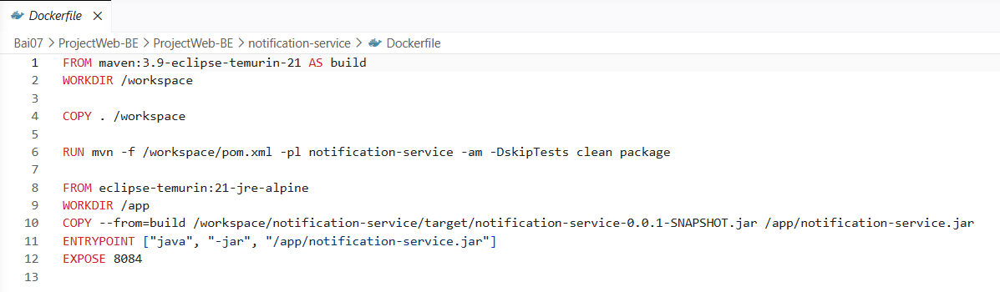 Dockerfile ×
Bai07 > ProjectWeb-BE > ProjectWeb-BE > notification-service > Dockerfile
1 FROM maven:3.9-eclipse-temurin-21 AS build
2 WORKDIR /workspace
3
4 COPY . /workspace
5
6 RUN mvn -f /workspace/pom.xml -pl notification-service -am -DskipTests clean package
7
8 FROM eclipse-temurin:21-jre-alpine
9 WORKDIR /app
10 COPY --from=build /workspace/notification-service/target/notification-service-0.0.1-SNAPSHOT.jar /app/notification-service.jar
11 ENTRYPOINT ["java", "-jar", "/app/notification-service.jar"]
12 EXPOSE 8084
13